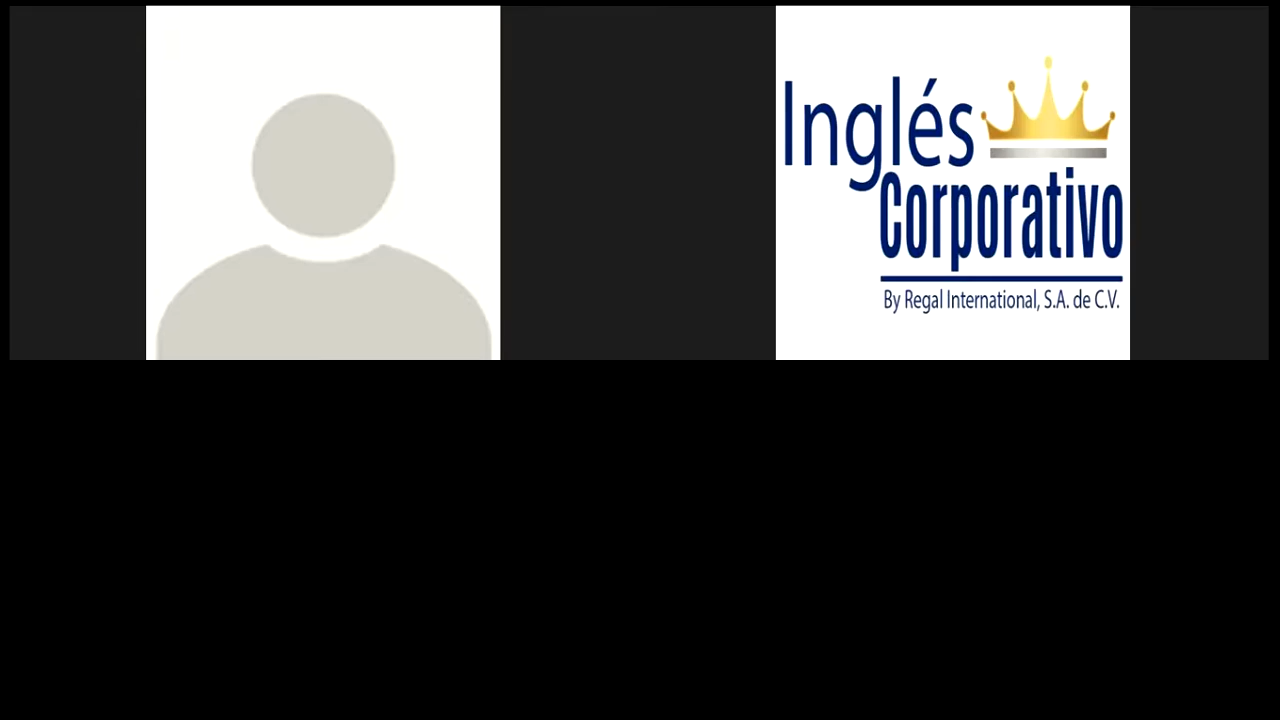 Inglés
Corporativo
By Regal International, S.A. de C.V.